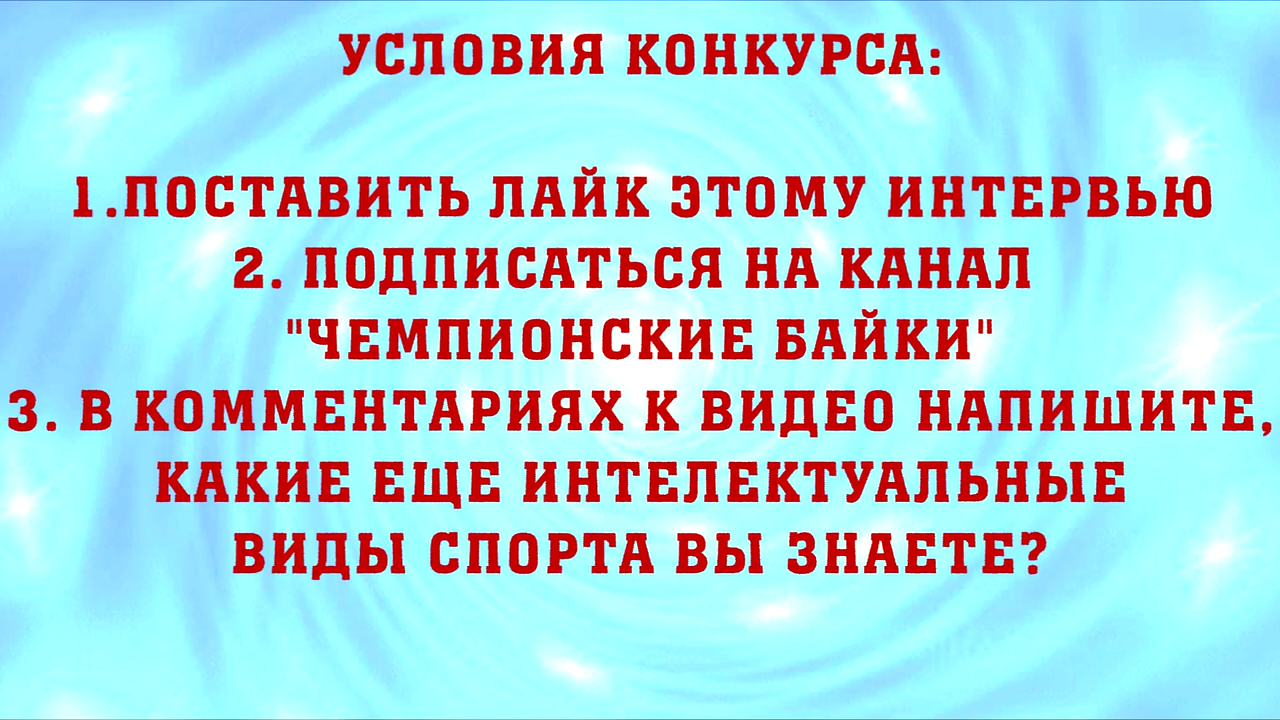 УСЛОВИЯ КОНКУРСА:
1.ПОСТАВИТЬ ЛАЙК ЭТОМУ ИНТЕРВЬЮ
2. ПОДПИСАТЬСЯ НА КАНАЛ
"ЧЕМПИОНСКИЕ БАЙКИ"
3. В КОММЕНТАРИЯХ К ВИДЕО НАПИШИТЕ,
КАКИЕ ЕЩЕ ИНТЕЛЕКТУАЛЬНЫЕ
ВИДЫ СПОРТА ВЫ ЗНАЕТЕ?